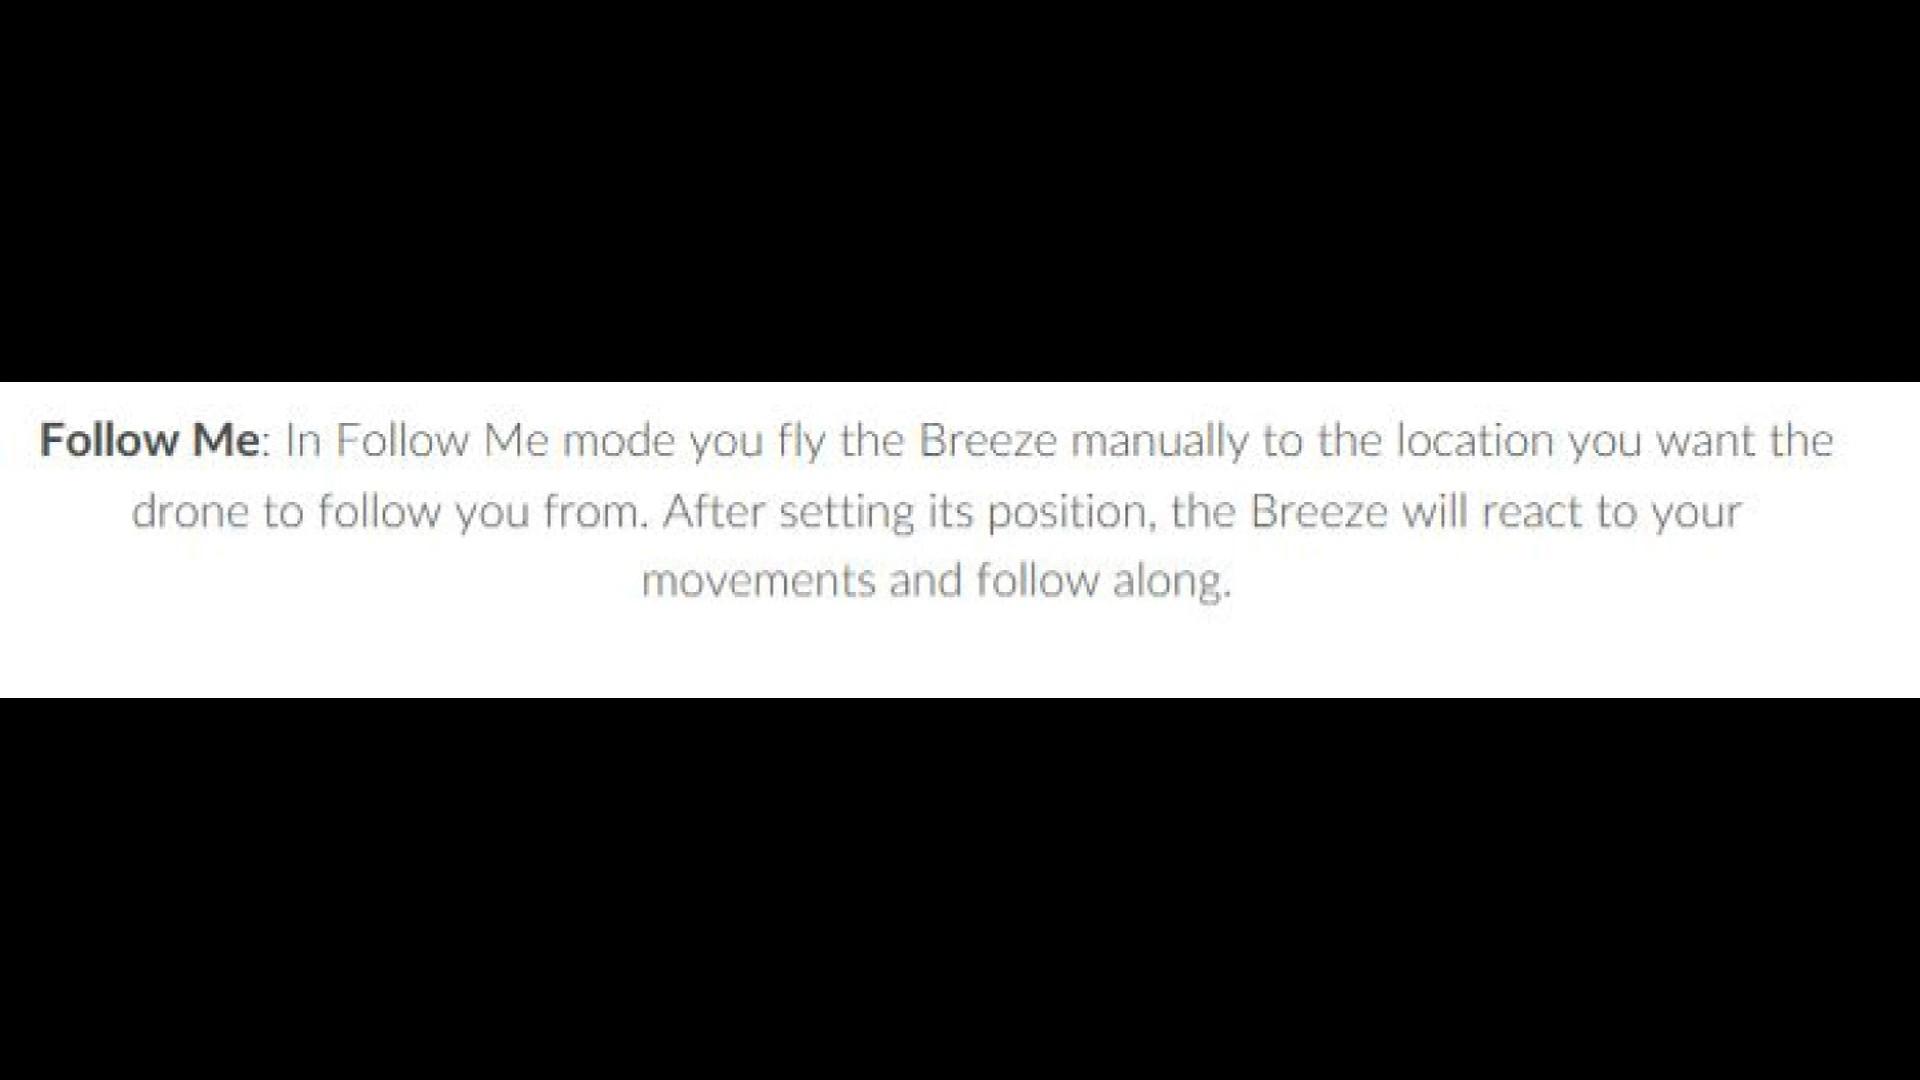 Follow Me: In Follow Me mode you fly the Breeze manually to the location you want the
drone to follow you from. After setting its position, the Breeze will react to your
movements and follow along.